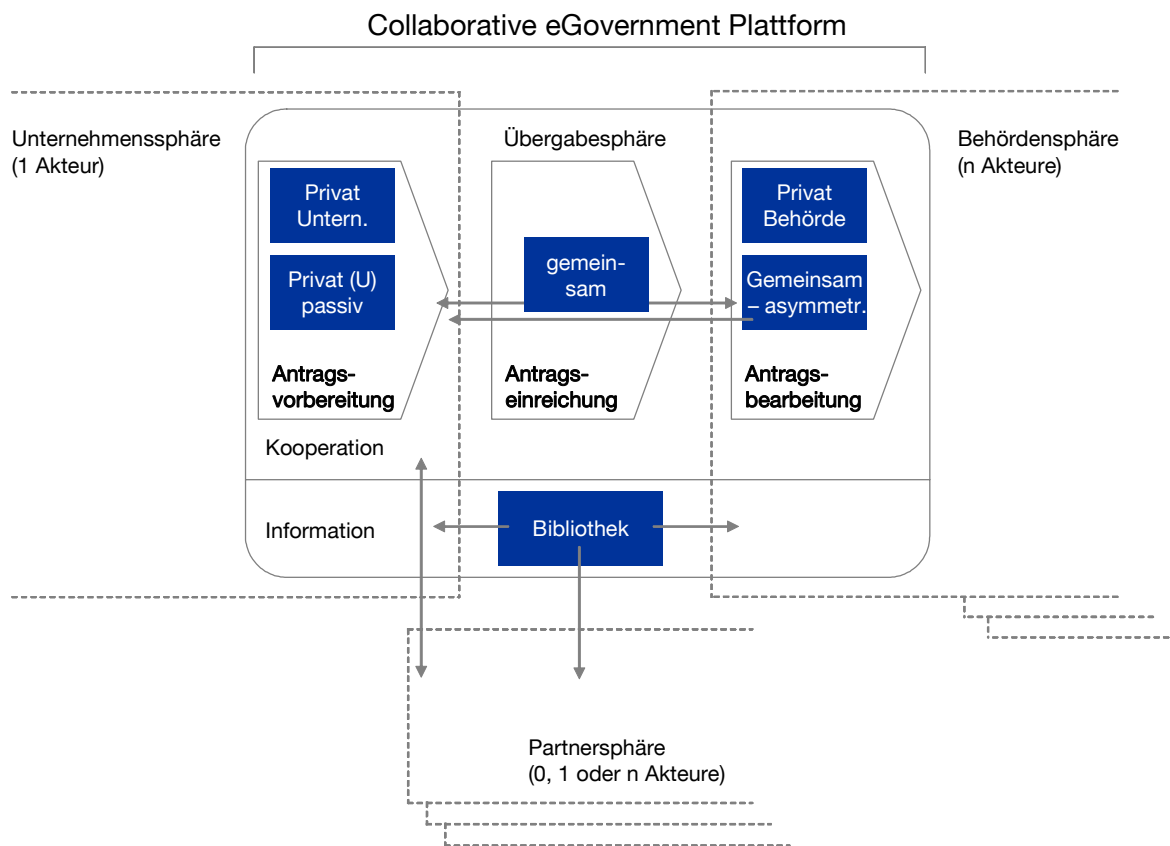 Collaborative eGovernment Plattform
Unternehmenssphäre
(1 Akteur)
Übergabesphäre
Behördensphäre
(n Akteure)
Privat
Untern.
Privat (U)
passiv
Antrags-
vorbereitung
gemein-
sam
Antrags-
einreichung
Privat
Behörde
Gemeinsam
– asymmetr.
Antrags-
bearbeitung
Kooperation
Information
Bibliothek
Partnersphäre
(0, 1 oder n Akteure)